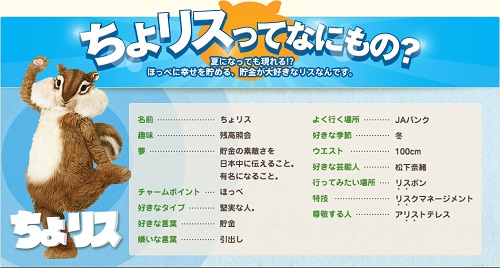 ちょリスってなにもの?
夏になっても現れる!?
ほっぺに幸せを貯める、貯金が大好きなリスなんです。
名前 ちょリス
趣味 残高照会
夢 貯金の素敵さを
日本中に伝えること。
有名になること。
チャームポイント ほっぺ
好きなタイプ 堅実な人。
好きな言葉 貯金
嫌いな言葉 引出し
よく行く場所 JAバンク
好きな季節 冬
ウエスト 100cm
好きな芸能人 松下奈緒
行ってみたい場所 リスボン
特技 リスクマネージメント
尊敬する人 アリストテレス
ちょリス